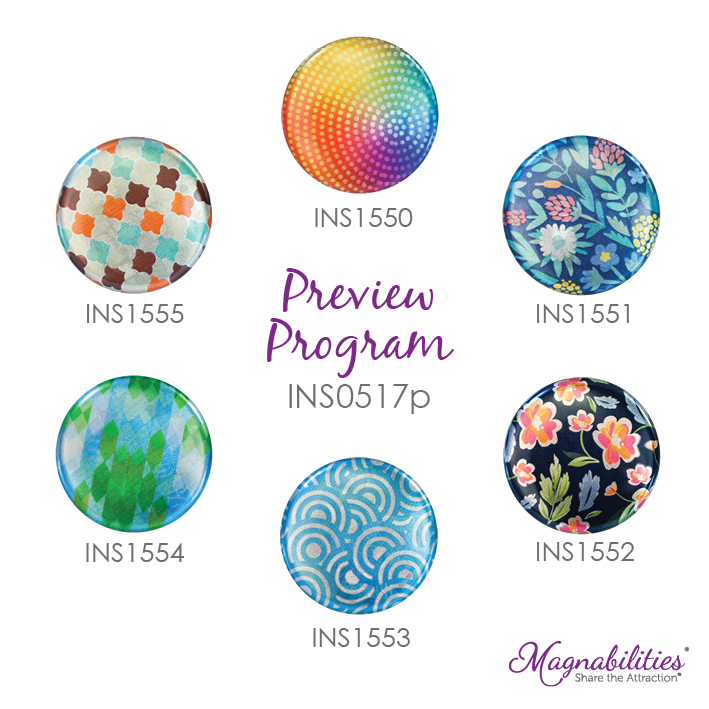 INS1550
INS1555
INS1551
Preview
Program
INS0517p
INS1554
INS1552
INS1553
Magnabilities®
Share the Attraction®